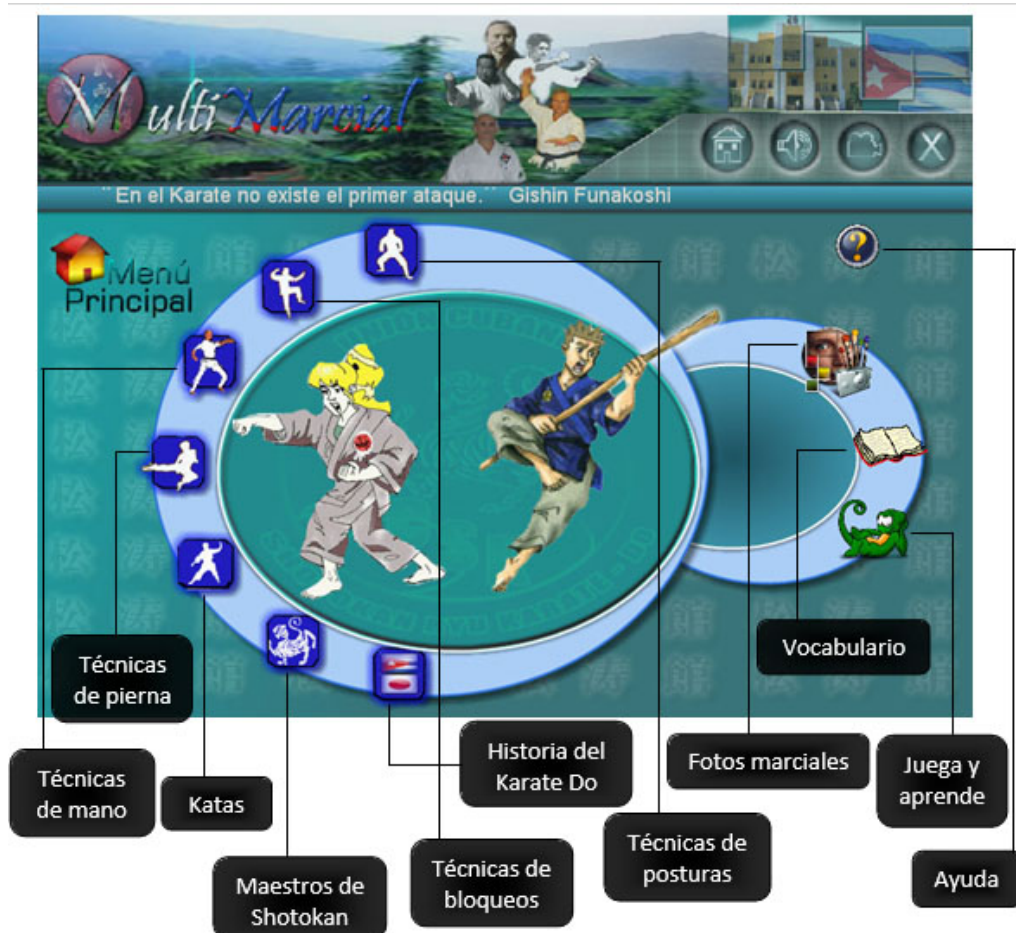 MultiMarcial
¨ En el Karate no existe el primer ataque.¨ Gishin Funakoshi
Menú
Principal
Técnicas
de pierna
Vocabulario
Técnicas
de mano
Katas
Historia del
Karate Do
Fotos marciales
Juega y
aprende
Maestros de
Shotokan
Técnicas de
bloqueos
Técnicas de
posturas
Ayuda